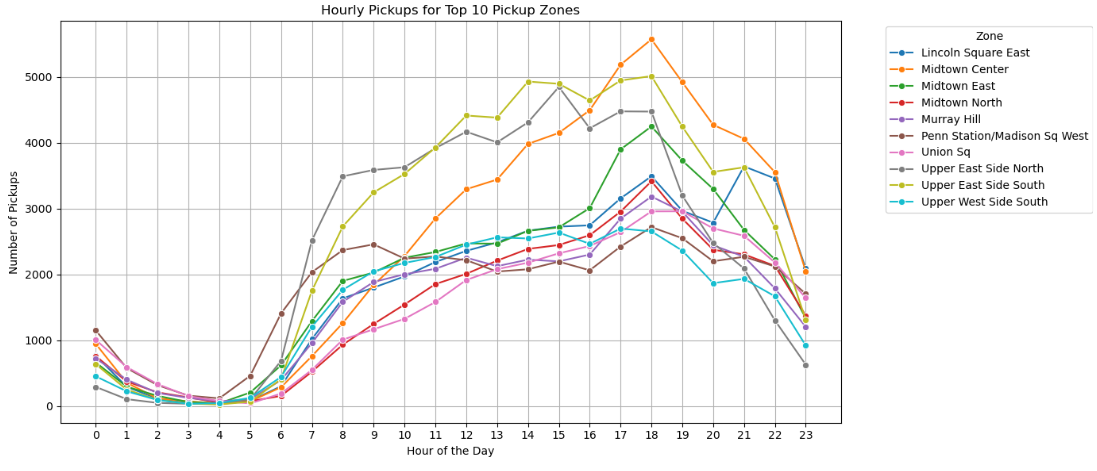 Hourly Pickups for Top 10 Pickup Zones
Number of Pickups
5000
4000
3000
2000
1000
0
0 1 2 3 4 5 6 7 8 9 10 11 12 13 14 15 16 17 18 19 20 21 22 23
Hour of the Day
Zone
Lincoln Square East
Midtown Center
Midtown East
Midtown North
Murray Hill
Penn Station/Madison Sq West
Union Sq
Upper East Side North
Upper East Side South
Upper West Side South